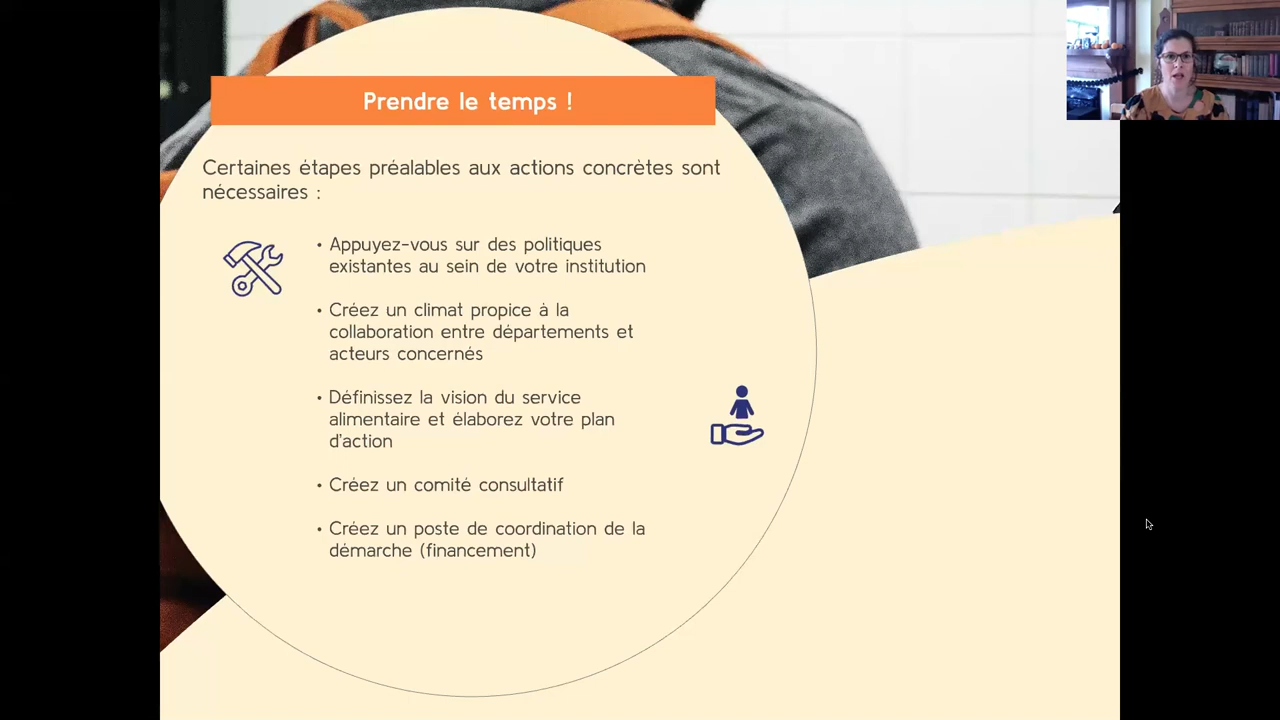 Prendre le temps !
Certaines étapes préalables aux actions concrètes sont
nécessaires :
• Appuyez-vous sur des politiques
existantes au sein de votre institution
• Créez un climat propice à la
collaboration entre départements et
acteurs concernés
• Définissez la vision du service
alimentaire et élaborez votre plan
d'action
• Créez un comité consultatif
• Créez un poste de coordination de la
démarche (financement)